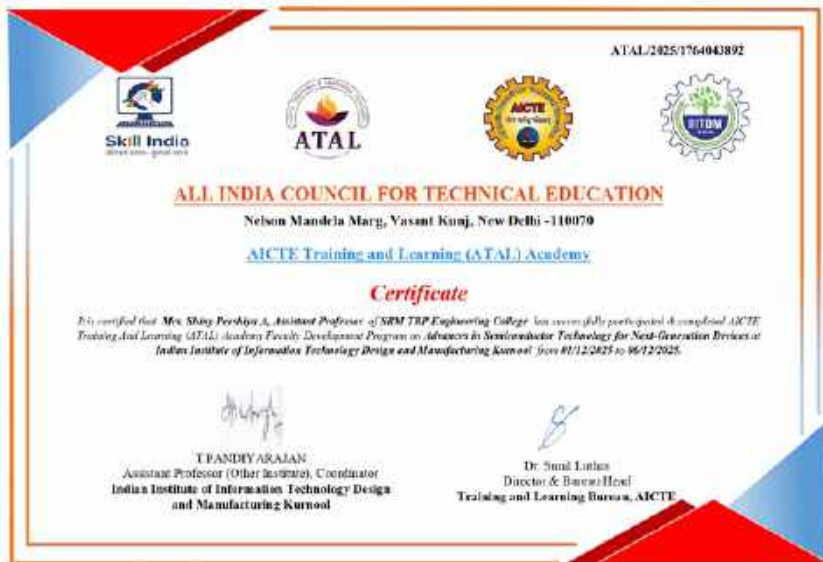 ATAL/2025/1764043892
Skill India
ATAL
AICTE
IIITDM
ALL INDIA COUNCIL FOR TECHNICAL EDUCATION
Nelson Mandela Marg, Vasant Kunj, New Delhi -110070
AICTE Training and Learning (ATAL) Academy
Certificate
It is certified that Mrs. Shiny Pershiya A, Assistant Professor of SRM TRP Engineering College has successfully participated & completed AICTE
Training And Learning (ATAL) Academy Faculty Development Program on Advances in Semiconductor Technology for Next-Generation Devices at
Indian Institute of Information Technology Design and Manufacturing Kurnool from 01/12/2025 to 06/12/2025.
T PANDIYARAJAN
Assistant Professor (Other Institute), Coordinator
Indian Institute of Information Technology Design
and Manufacturing Kurnool
Dr. Sunil Luthra
Director & Bureau Head
Training and Learning Bureau, AICTE